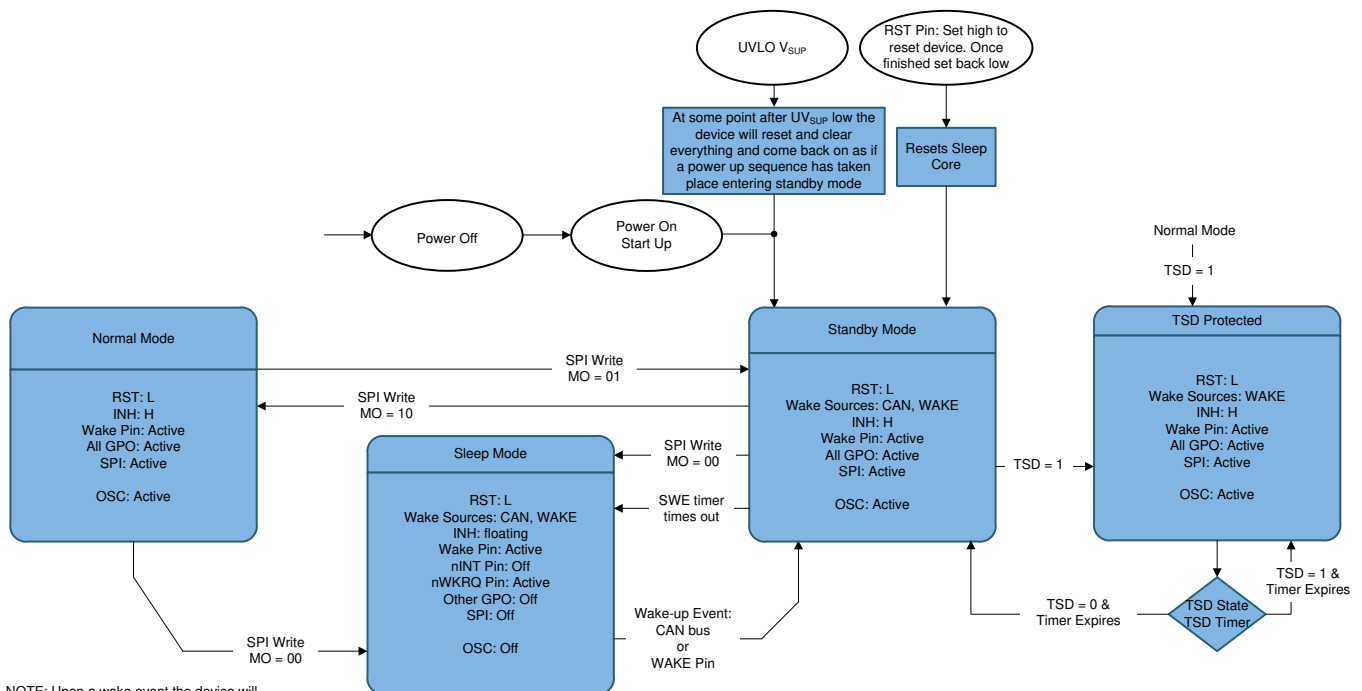 UVLO VSUP
RST Pin: Set high to
reset device. Once
finished set back low
At some point after UVSUP low the
device will reset and clear
everything and come back on as if
a power up sequence has taken
place entering standby mode
Resets Sleep
Core
Power Off
Power On
Start Up
Normal Mode
TSD = 1
Normal Mode
RST: L
INH: H
Wake Pin: Active
All GPO: Active
SPI: Active
OSC: Active
SPI Write
MO = 01
SPI Write
MO = 10
Standby Mode
RST: L
Wake Sources: CAN, WAKE
INH: H
Wake Pin: Active
All GPO: Active
SPI: Active
OSC: Active
TSD Protected
RST: L
Wake Sources: WAKE
INH: H
Wake Pin: Active
All GPO: Active
SPI: Active
OSC: Active
TSD = 1
Sleep Mode
RST: L
Wake Sources: CAN, WAKE
INH: floating
Wake Pin: Active
nINT Pin: Off
nWKRQ Pin: Active
Other GPO: Off
SPI: Off
OSC: Off
SPI Write
MO = 00
SWE timer
times out
Wake-up Event:
CAN bus
or
WAKE Pin
TSD = 0 &
Timer Expires
TSD State
TSD Timer
TSD = 1 &
Timer Expires
SPI Write
MO = 00
NOTE: Upon a wake event the device will